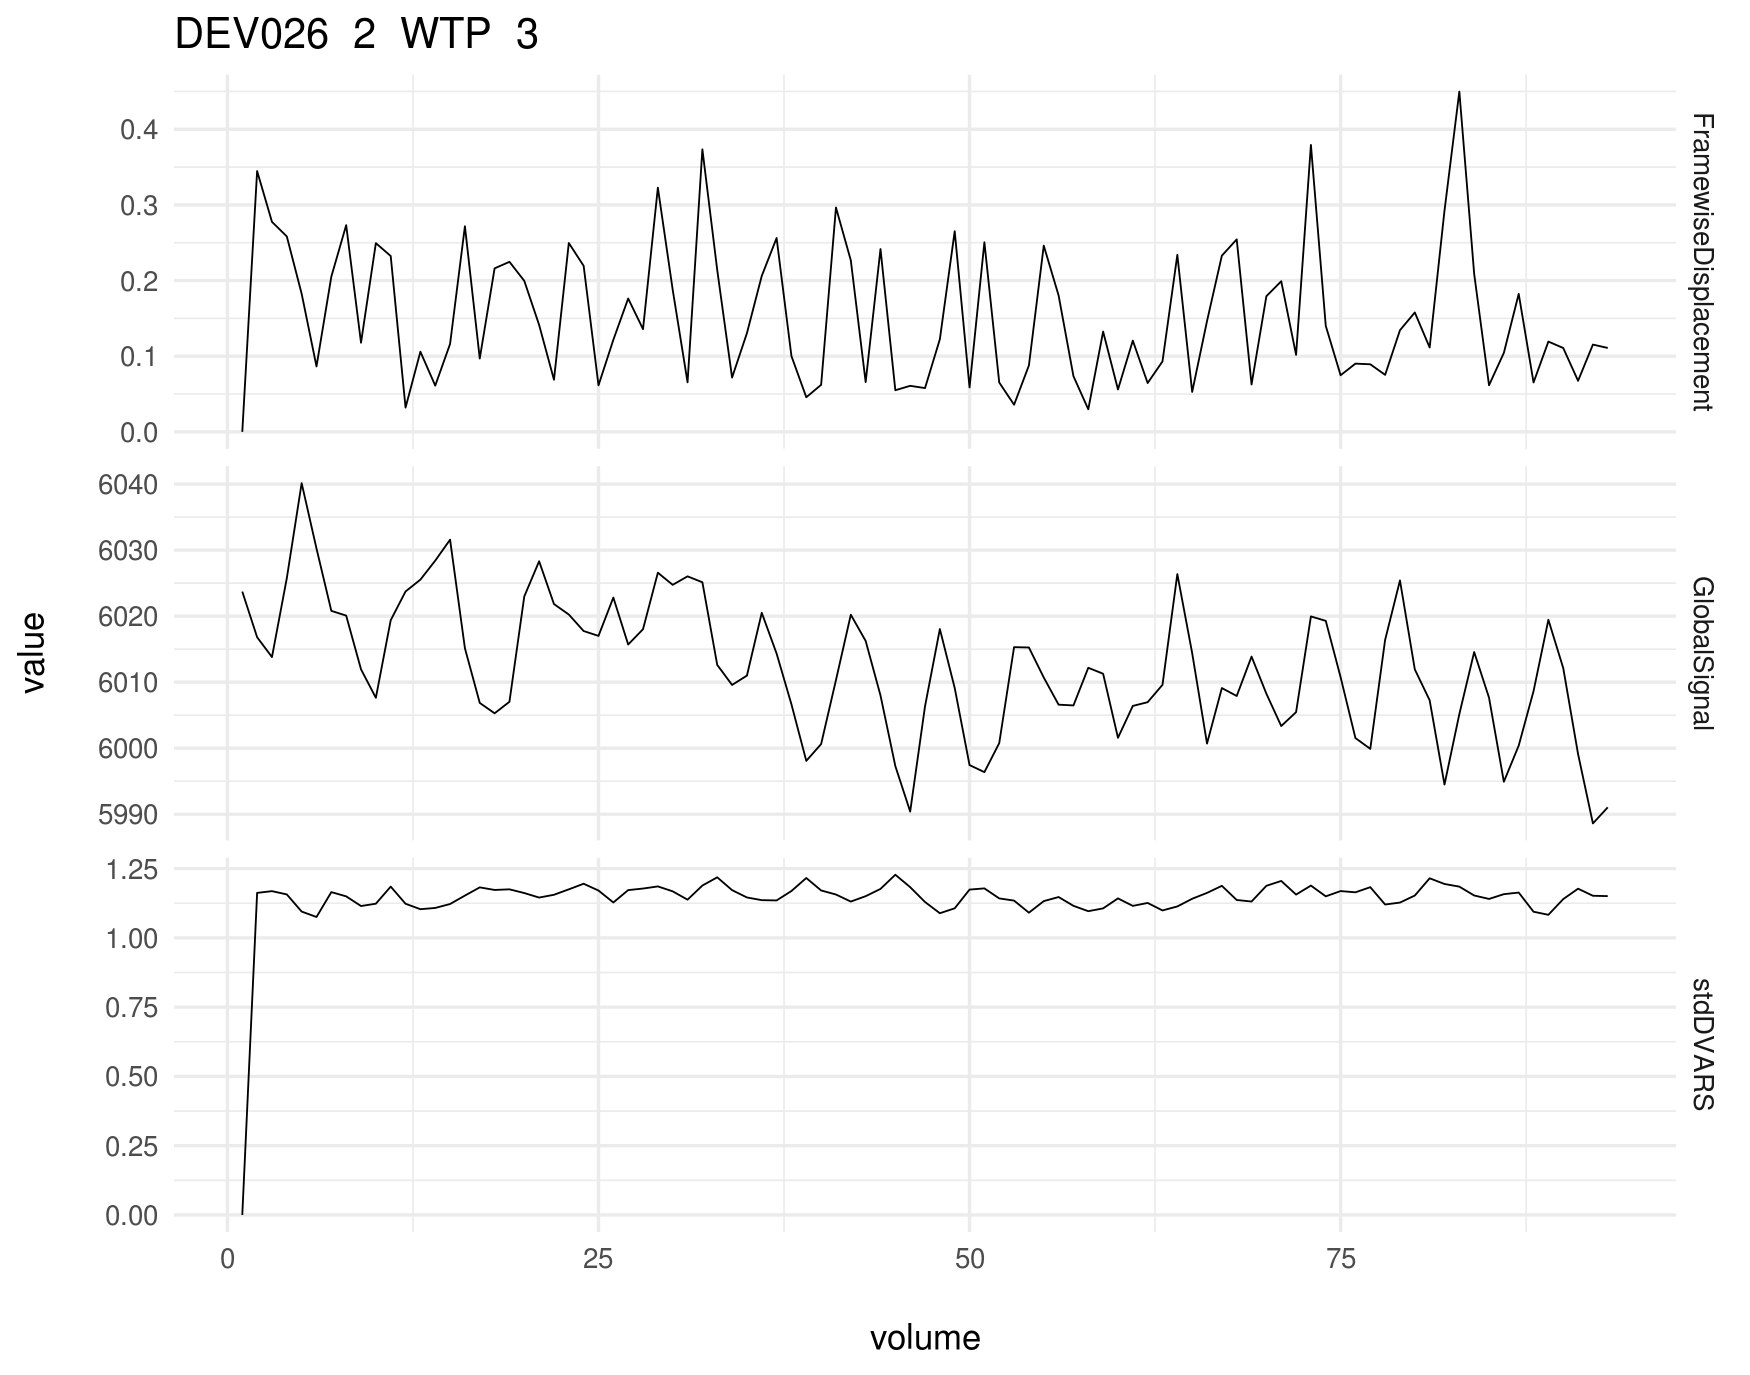 DEV026 2 WTP 3
0.4
0.3
0.2
0.1
0.0
FramewiseDisplacement
6040
6030
6020
6010
6000
5990
GlobalSignal
value
1.25
1.00
0.75
0.50
0.25
0.00
stdDVARS
0 25 50 75
volume